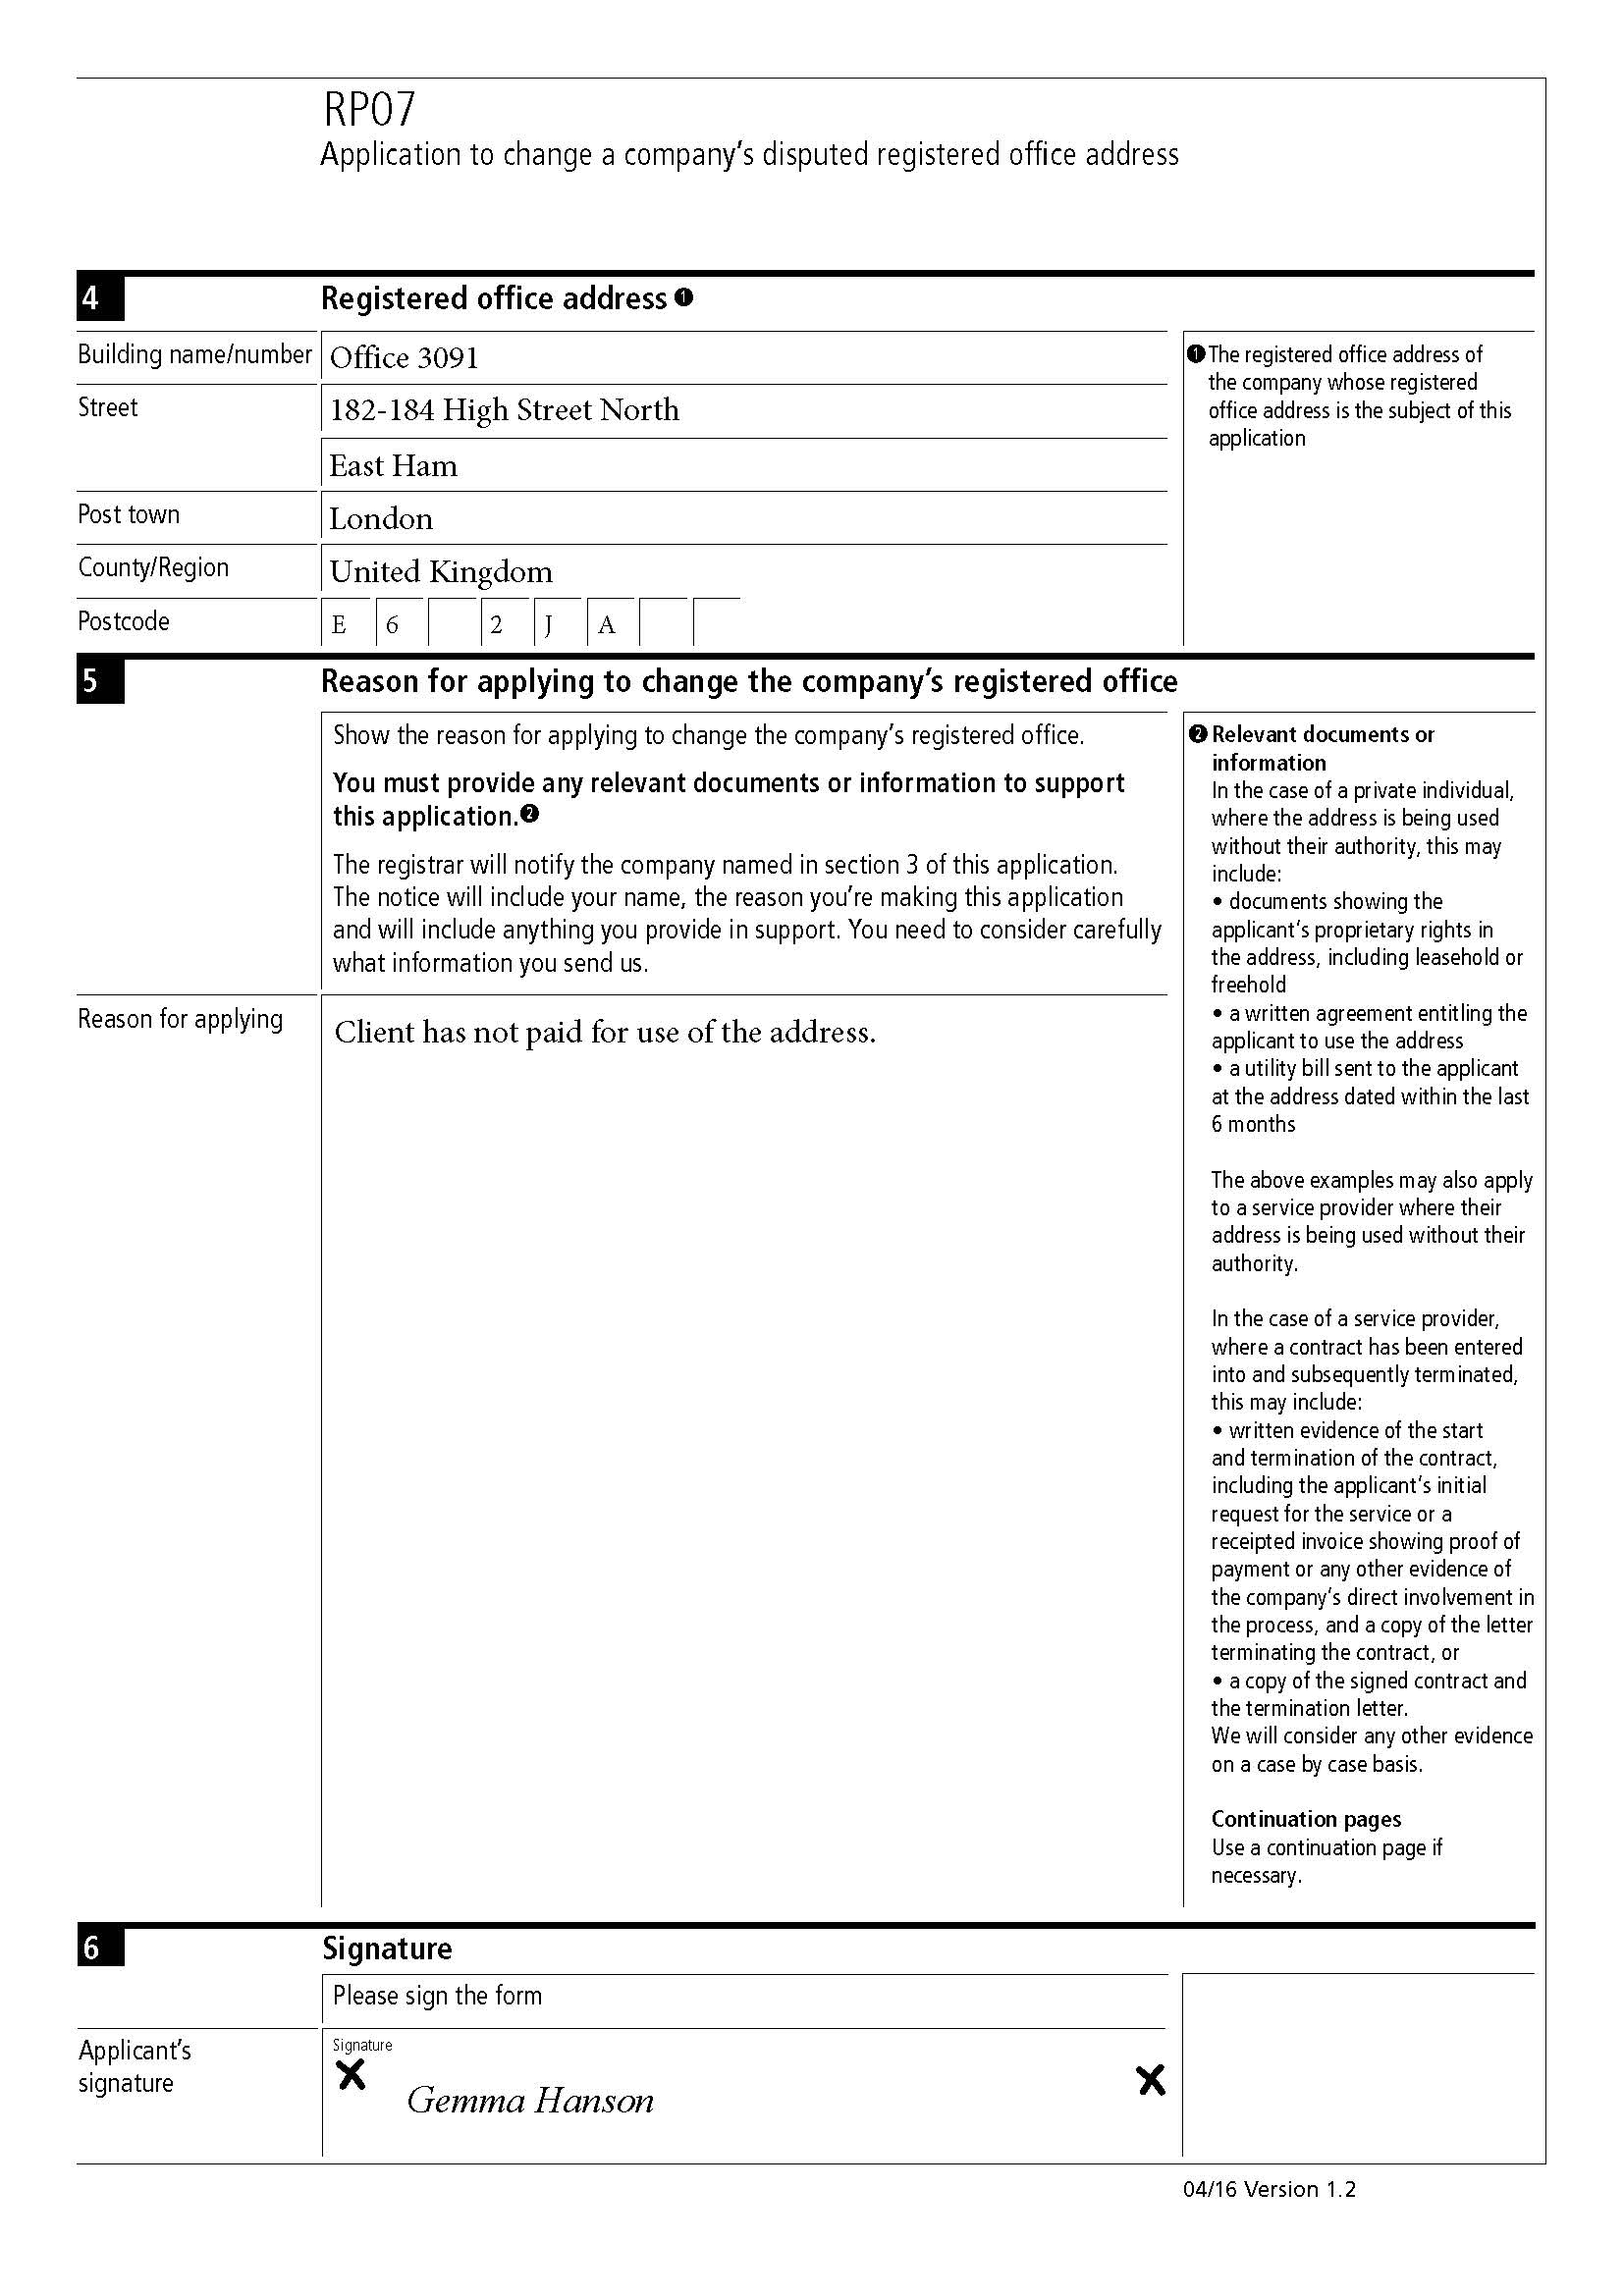 RP07
Application to change a company's disputed registered office address
4
Registered office address ❶
Building name/number
Office 3091
Street
182-184 High Street North
East Ham
Post town
London
County/Region
United Kingdom
Postcode
E 6 2 J A
❶ The registered office address of
the company whose registered
office address is the subject of this
application
5
Reason for applying to change the company's registered office
Show the reason for applying to change the company's registered office.
You must provide any relevant documents or information to support
this application.❷
The registrar will notify the company named in section 3 of this application.
The notice will include your name, the reason you're making this application
and will include anything you provide in support. You need to consider carefully
what information you send us.
Reason for applying
Client has not paid for use of the address.
❷ Relevant documents or
information
In the case of a private individual,
where the address is being used
without their authority, this may
include:
• documents showing the
applicant's proprietary rights in
the address, including leasehold or
freehold
• a written agreement entitling the
applicant to use the address
• a utility bill sent to the applicant
at the address dated within the last
6 months
The above examples may also apply
to a service provider where their
address is being used without their
authority.
In the case of a service provider,
where a contract has been entered
into and subsequently terminated,
this may include:
• written evidence of the start
and termination of the contract,
including the applicant's initial
request for the service or a
receipted invoice showing proof of
payment or any other evidence of
the company's direct involvement in
the process, and a copy of the letter
terminating the contract, or
• a copy of the signed contract and
the termination letter.
We will consider any other evidence
on a case by case basis.
Continuation pages
Use a continuation page if
necessary.
6
Signature
Please sign the form
Applicant's
signature
Signature
X X
Gemma Hanson
04/16 Version 1.2